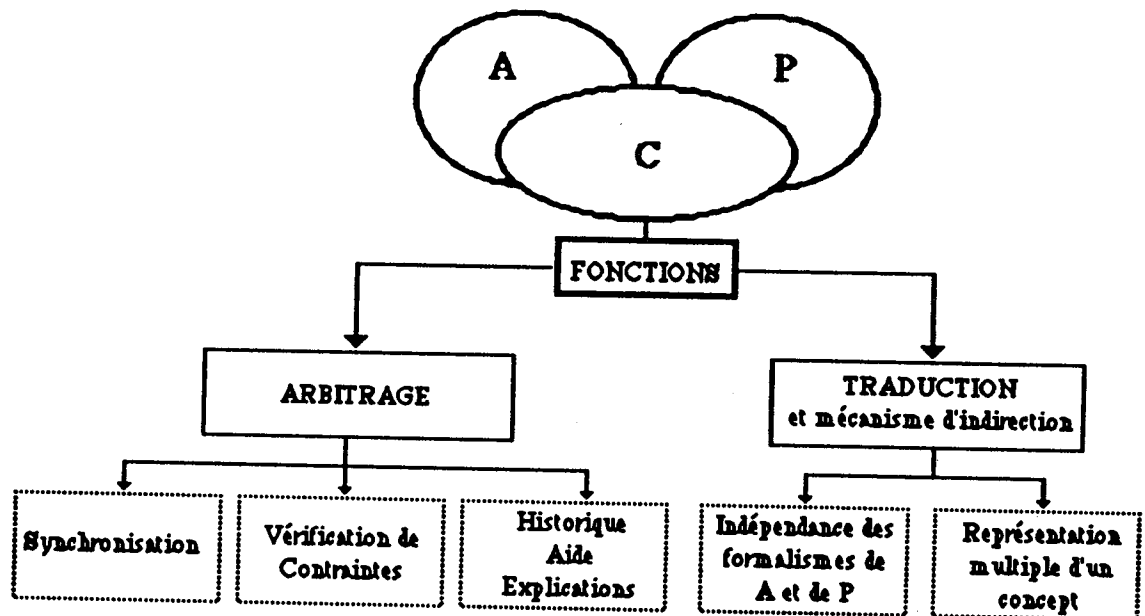 A
P
C
FONCTIONS
ARBITRAGE
TRADUCTION
et mécanisme d'indirection
Synchronisation
Vérification de
Contraintes
Historique
Aide
Explications
Indépendance des
formalismes de
A et de P
Représentation
multiple d'un
concept